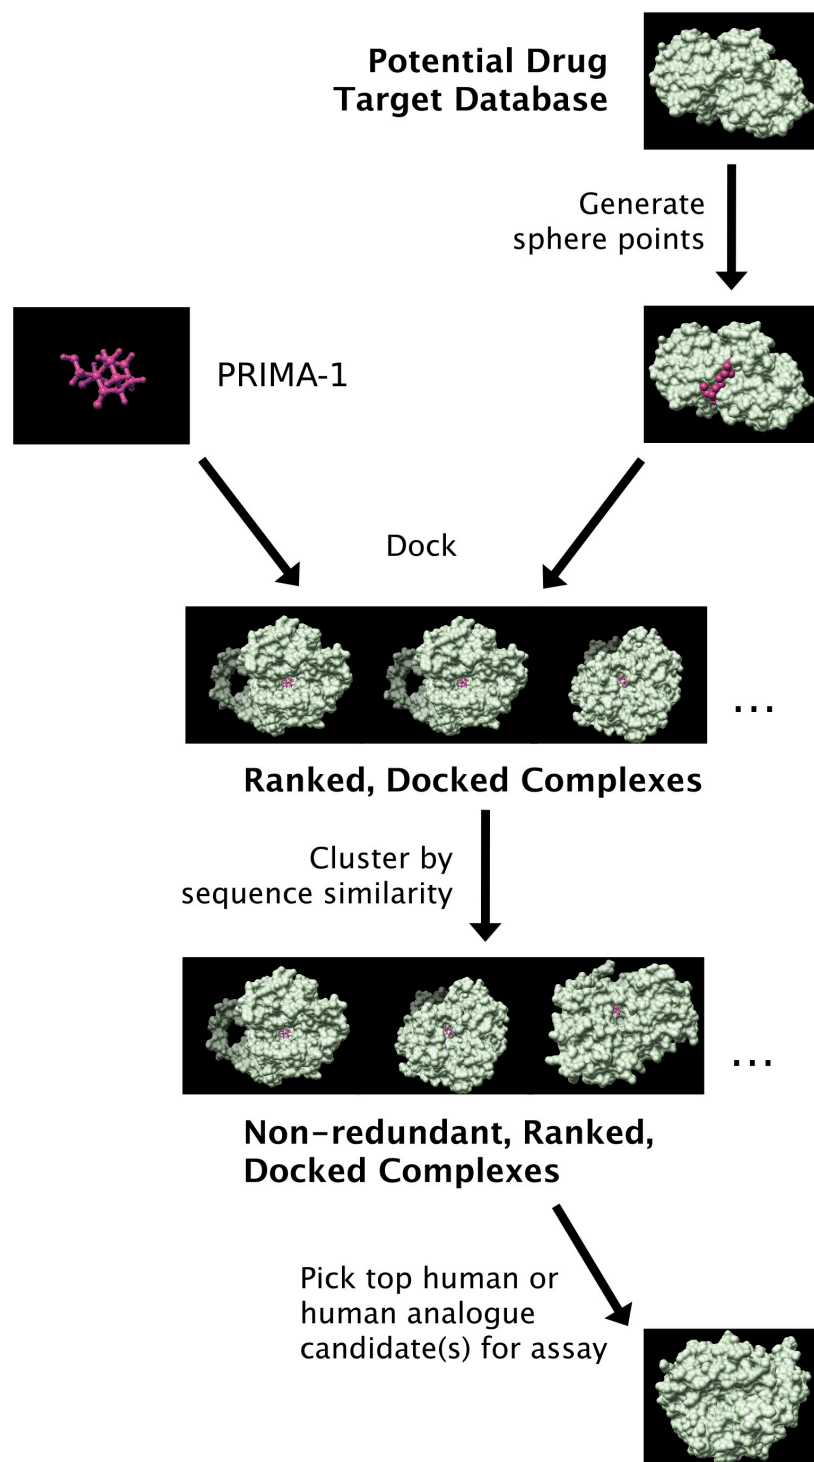 Potential Drug
Target Database
Generate
sphere points
PRIMA-1
Dock
...
Ranked, Docked Complexes
Cluster by
sequence similarity
...
Non-redundant, Ranked,
Docked Complexes
Pick top human or
human analogue
candidate(s) for assay